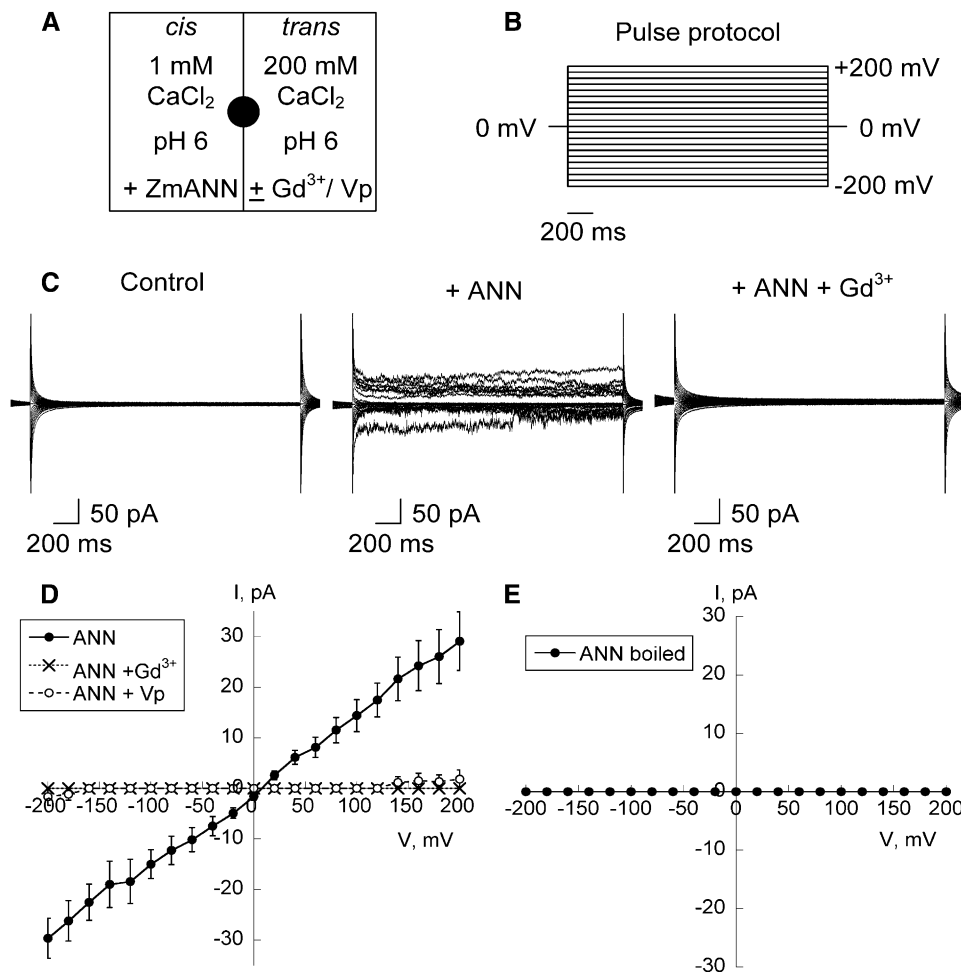 A
cis
trans
1 mM
CaCl₂
pH 6
+ ZmANN
200 mM
CaCl₂
pH 6
± Gd³⁺/ Vp
B
Pulse protocol
+200 mV
0 mV
0 mV
-200 mV
200 ms
C
Control
+ ANN
+ ANN + Gd³⁺
50 pA
200 ms
50 pA
200 ms
50 pA
200 ms
D
I, pA
ANN
ANN +Gd³⁺
ANN + Vp
30
20
10
0
-10
-20
-30
-200 -150 -100 -50 0 50 100 150 200
V, mV
E
I, pA
ANN boiled
30
20
10
0
-10
-20
-30
-200 -150 -100 -50 0 50 100 150 200
V, mV